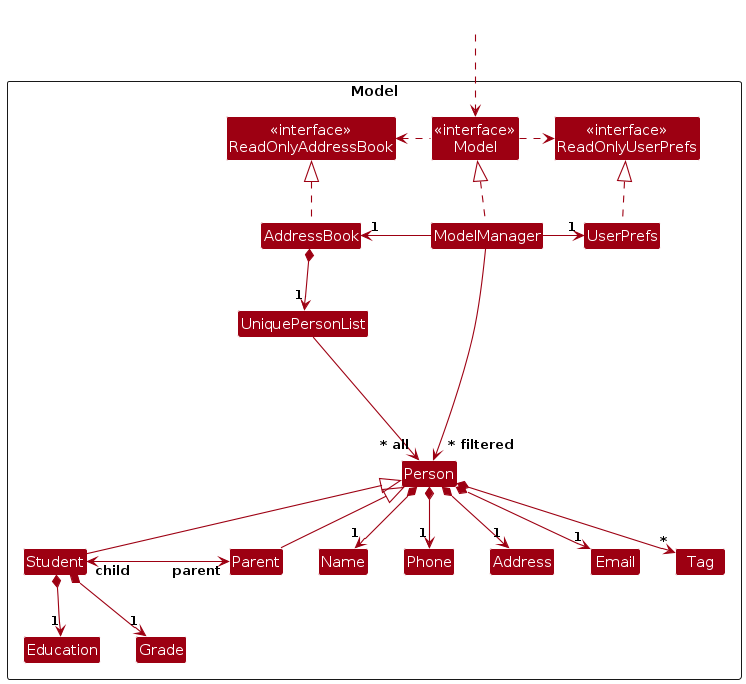 Model
«interface»
ReadOnlyAddressBook
«interface»
Model
«interface»
ReadOnlyUserPrefs
AddressBook
1
ModelManager
1
UserPrefs
1
UniquePersonList
* all
* filtered
Person
1
1
1
1
*
Student
child
parent
Parent
Name
Phone
Address
Email
Tag
1
1
Education
Grade